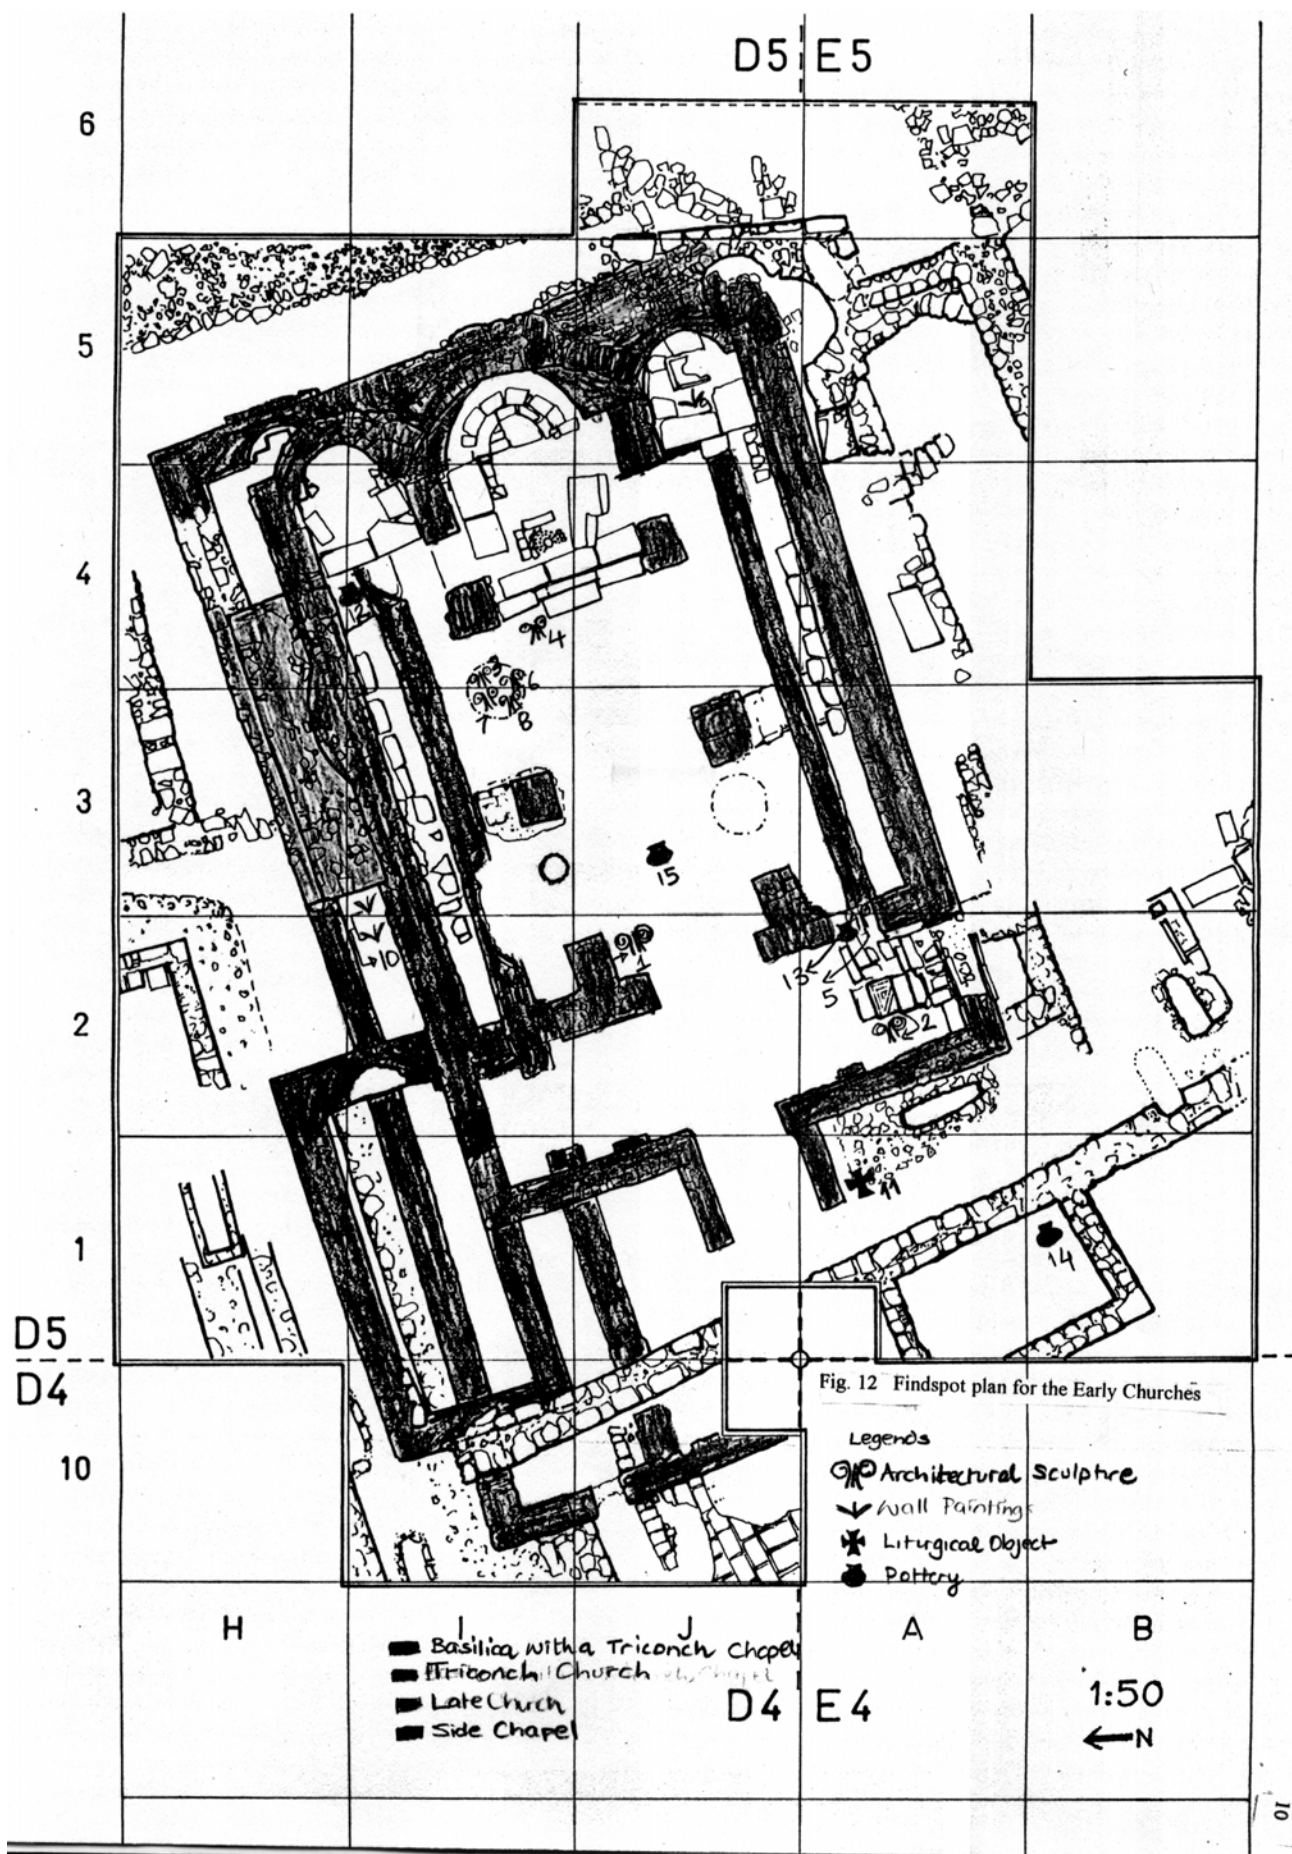 D5 E5
6
5
9
4
12
4
3
6
7
8
3
15
10
1
13
5
2
2
11
14
1
D5
D4
Fig. 12 Findspot plan for the Early Churches
Legends
Architectural Sculptre
Wall Paintings
Liturgical Object
Pottery
10
H
I
J
A
B
Basilica with a Triconch Chapel
Triconch Church
Late Church
Side Chapel
D4 E4
1:50
N
10